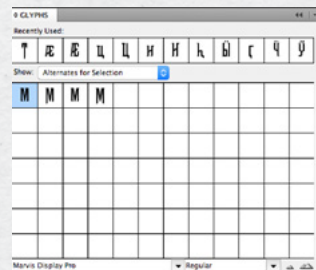 GLYPHS
Recently Used:
Ҭ Æ Æ Ц Ц Н Н Һ Ӹ Ҁ Ӵ Ӳ
Show: Alternates for Selection
M M M M
Marvis Display Pro Regular